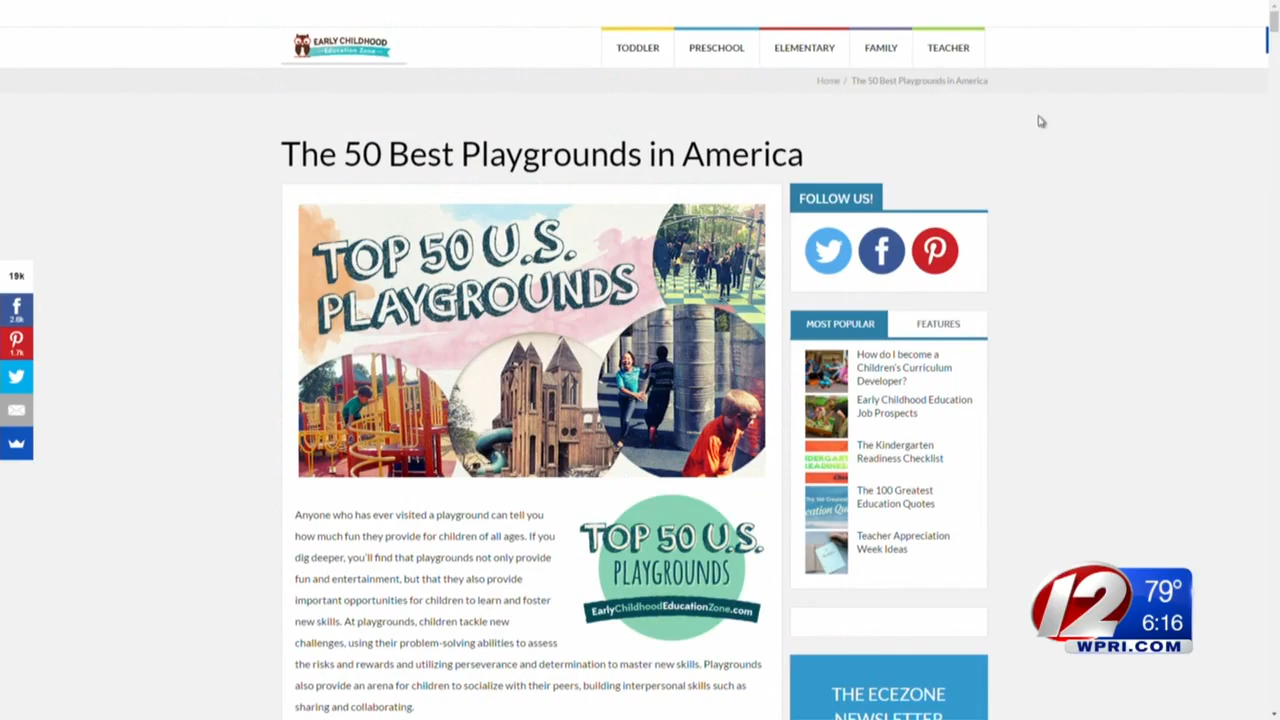 EARLY CHILDHOOD
Education Zone
TODDLER
PRESCHOOL
ELEMENTARY
FAMILY
TEACHER
Home / The 50 Best Playgrounds in America
The 50 Best Playgrounds in America
TOP 50 U.S.
PLAYGROUNDS
19k
2.8k
1.7k
Anyone who has ever visited a playground can tell you
how much fun they provide for children of all ages. If you
dig deeper, you'll find that playgrounds not only provide
fun and entertainment, but that they also provide
important opportunities for children to learn and foster
new skills. At playgrounds, children tackle new
challenges, using their problem-solving abilities to assess
the risks and rewards and utilizing perseverance and determination to master new skills. Playgrounds
also provide an arena for children to socialize with their peers, building interpersonal skills such as
sharing and collaborating.
TOP 50 U.S.
PLAYGROUNDS
EarlyChildhoodEducationZone.com
FOLLOW US!
MOST POPULAR
FEATURES
How do I become a
Children's Curriculum
Developer?
Early Childhood Education
Job Prospects
The Kindergarten
Readiness Checklist
The 100 Greatest
Education Quotes
Teacher Appreciation
Week Ideas
THE ECEZONE
NEWSLETTER
12
79°
6:16
WPRI.COM